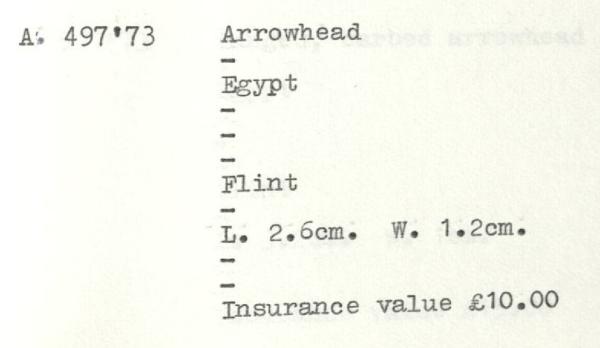 A. 497'73 Arrowhead
–
Egypt
–
–
–
Flint
–
L. 2.6cm. W. 1.2cm.
–
–
Insurance value £10.00